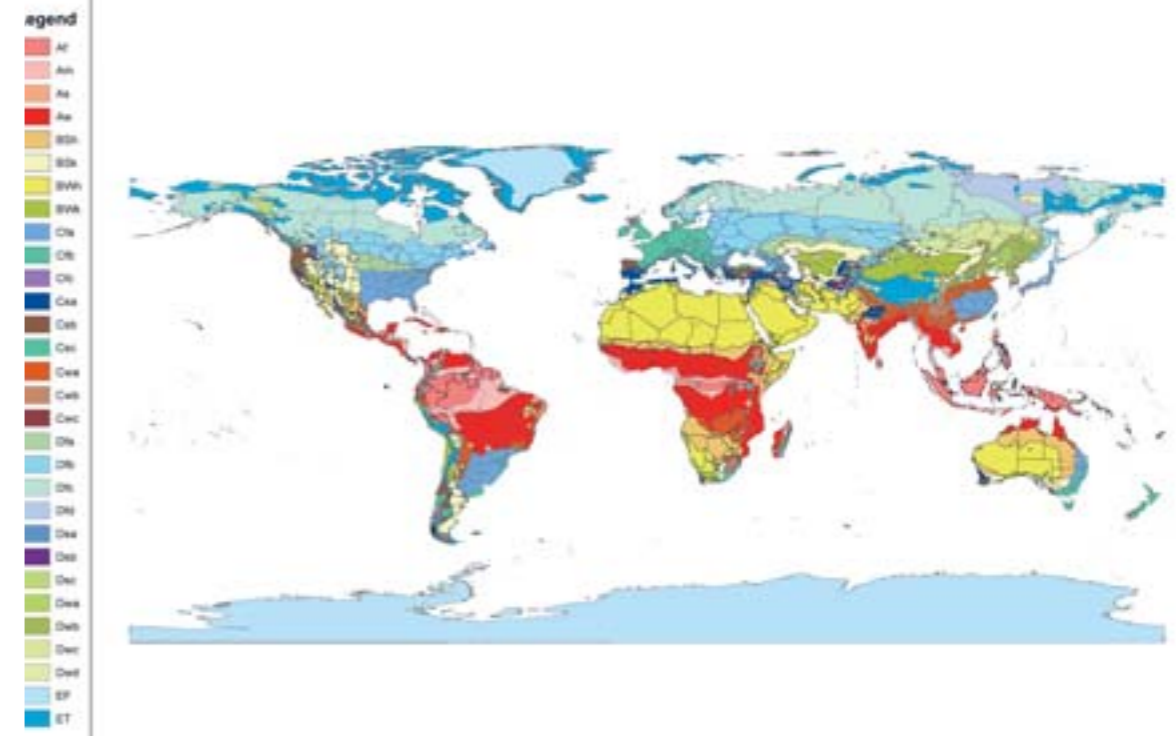 egend
Af
Am
As
Aw
BSh
BSk
BWh
BWk
Cfa
Cfb
Cfc
Csa
Csb
Csc
Cwa
Cwb
Cwc
Dfa
Dfb
Dfc
Dfd
Dsa
Dsb
Dsc
Dwa
Dwb
Dwc
Dwd
EF
ET